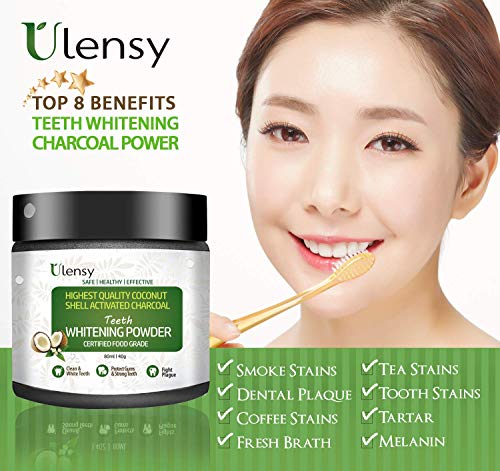 Ulensy
TOP 8 BENEFITS
TEETH WHITENING
CHARCOAL POWER
Ulensy
SAFE | HEALTHY | EFFECTIVE
HIGHEST QUALITY COCONUT
SHELL ACTIVATED CHARCOAL
Teeth
WHITENING POWDER
CERTIFIED FOOD GRADE
80ml | 40g
Clean &
White Teeth
Protect Gums
& Strong Teeth
Fight
Plaque
SMOKE STAINS
DENTAL PLAQUE
COFFEE STAINS
FRESH BRATH
TEA STAINS
TOOTH STAINS
TARTAR
MELANIN